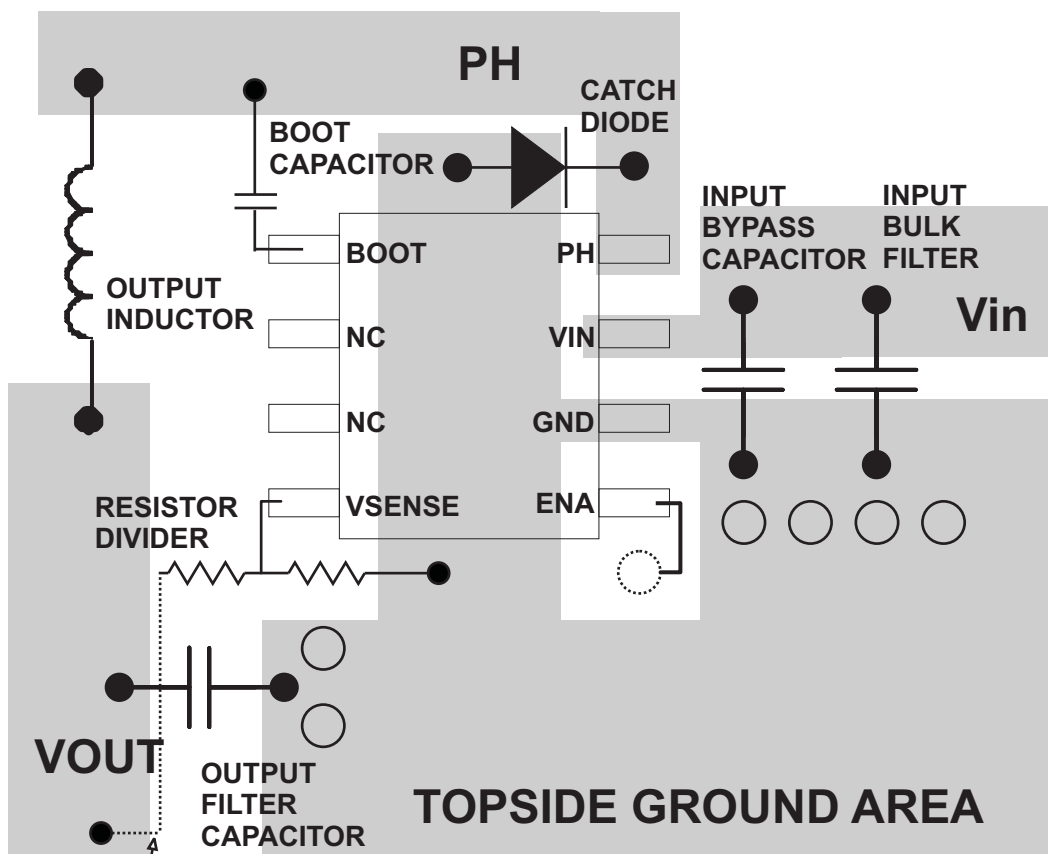 PH
CATCH
DIODE
BOOT
CAPACITOR
INPUT
BYPASS
CAPACITOR
INPUT
BULK
FILTER
BOOT
PH
OUTPUT
INDUCTOR
Vin
NC
VIN
NC
GND
RESISTOR
DIVIDER
VSENSE
ENA
VOUT
OUTPUT
FILTER
CAPACITOR
TOPSIDE GROUND AREA